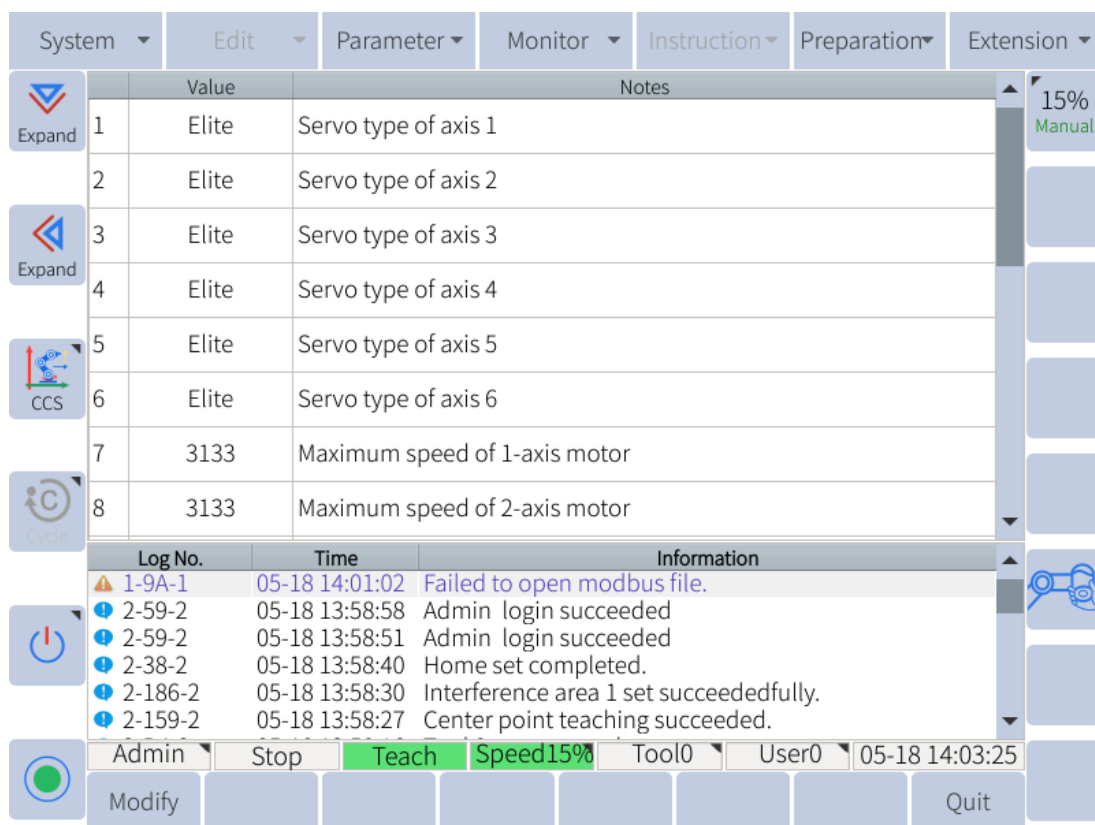 System Edit Parameter Monitor Instruction Preparation Extension
Expand
Expand
CCS
Cycle
15%
Manual
Value Notes
1 Elite Servo type of axis 1
2 Elite Servo type of axis 2
3 Elite Servo type of axis 3
4 Elite Servo type of axis 4
5 Elite Servo type of axis 5
6 Elite Servo type of axis 6
7 3133 Maximum speed of 1-axis motor
8 3133 Maximum speed of 2-axis motor
Log No. Time Information
1-9A-1 05-18 14:01:02 Failed to open modbus file.
2-59-2 05-18 13:58:58 Admin login succeeded
2-59-2 05-18 13:58:51 Admin login succeeded
2-38-2 05-18 13:58:40 Home set completed.
2-186-2 05-18 13:58:30 Interference area 1 set succeededfully.
2-159-2 05-18 13:58:27 Center point teaching succeeded.
Admin Stop Teach Speed15% Tool0 User0 05-18 14:03:25
Modify Quit